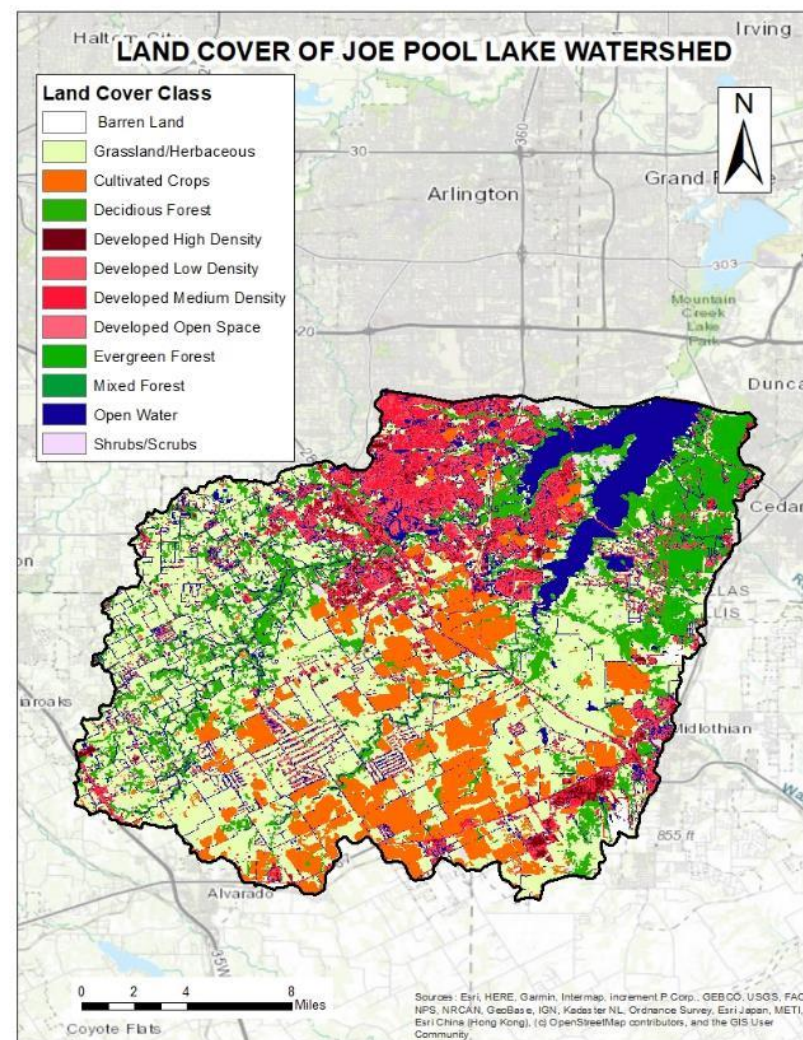 Irving
LAND COVER OF JOE POOL LAKE WATERSHED
Land Cover Class
Barren Land
Grassland/Herbaceous
Cultivated Crops
Decidious Forest
Developed High Density
Developed Low Density
Developed Medium Density
Developed Open Space
Evergreen Forest
Mixed Forest
Open Water
Shrubs/Scrubs
N
360
30
Arlington
Grand
303
Mountain
Creek
Lake
Park
20
Dunca
Cedar
LLAS
LLIS
Midlothian
855 ft
Alvarado
35W
0 2 4 8
Miles
Coyote Flats
Sources: Esri, HERE, Garmin, Intermap, increment P Corp., GEBCO, USGS, FAO,
NPS, NRCAN, GeoBase, IGN, Kadaster NL, Ordnance Survey, Esri Japan, METI,
Esri China (Hong Kong), (c) OpenStreetMap contributors, and the GIS User
Community